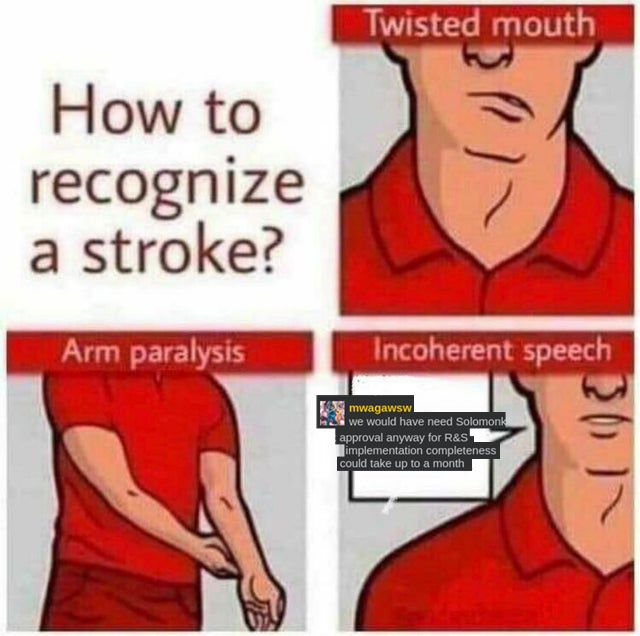 Twisted mouth
How to
recognize
a stroke?
Arm paralysis
Incoherent speech
mwagawsw
we would have need Solomonk
approval anyway for R&S
implementation completeness
could take up to a month